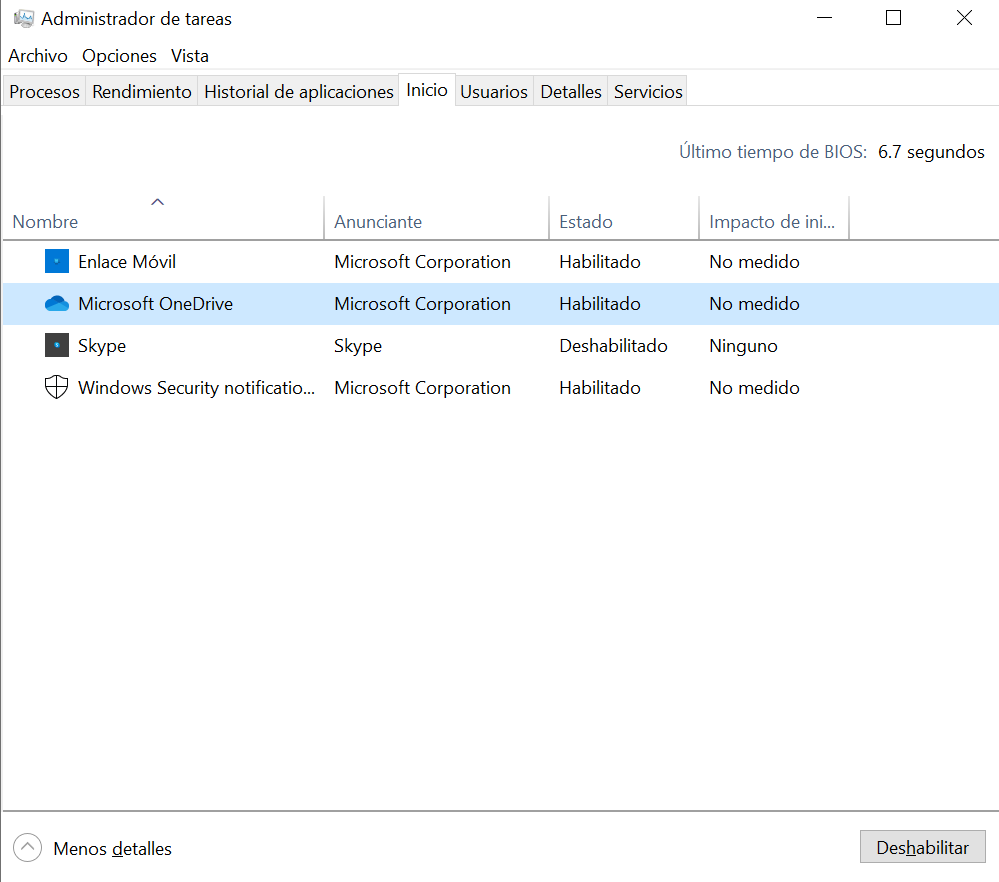 Administrador de tareas
Archivo Opciones Vista
Procesos Rendimiento Historial de aplicaciones Inicio Usuarios Detalles Servicios
Último tiempo de BIOS: 6.7 segundos
Nombre Anunciante Estado Impacto de ini...
Enlace Móvil Microsoft Corporation Habilitado No medido
Microsoft OneDrive Microsoft Corporation Habilitado No medido
Skype Skype Deshabilitado Ninguno
Windows Security notificatio... Microsoft Corporation Habilitado No medido
Menos detalles Deshabilitar